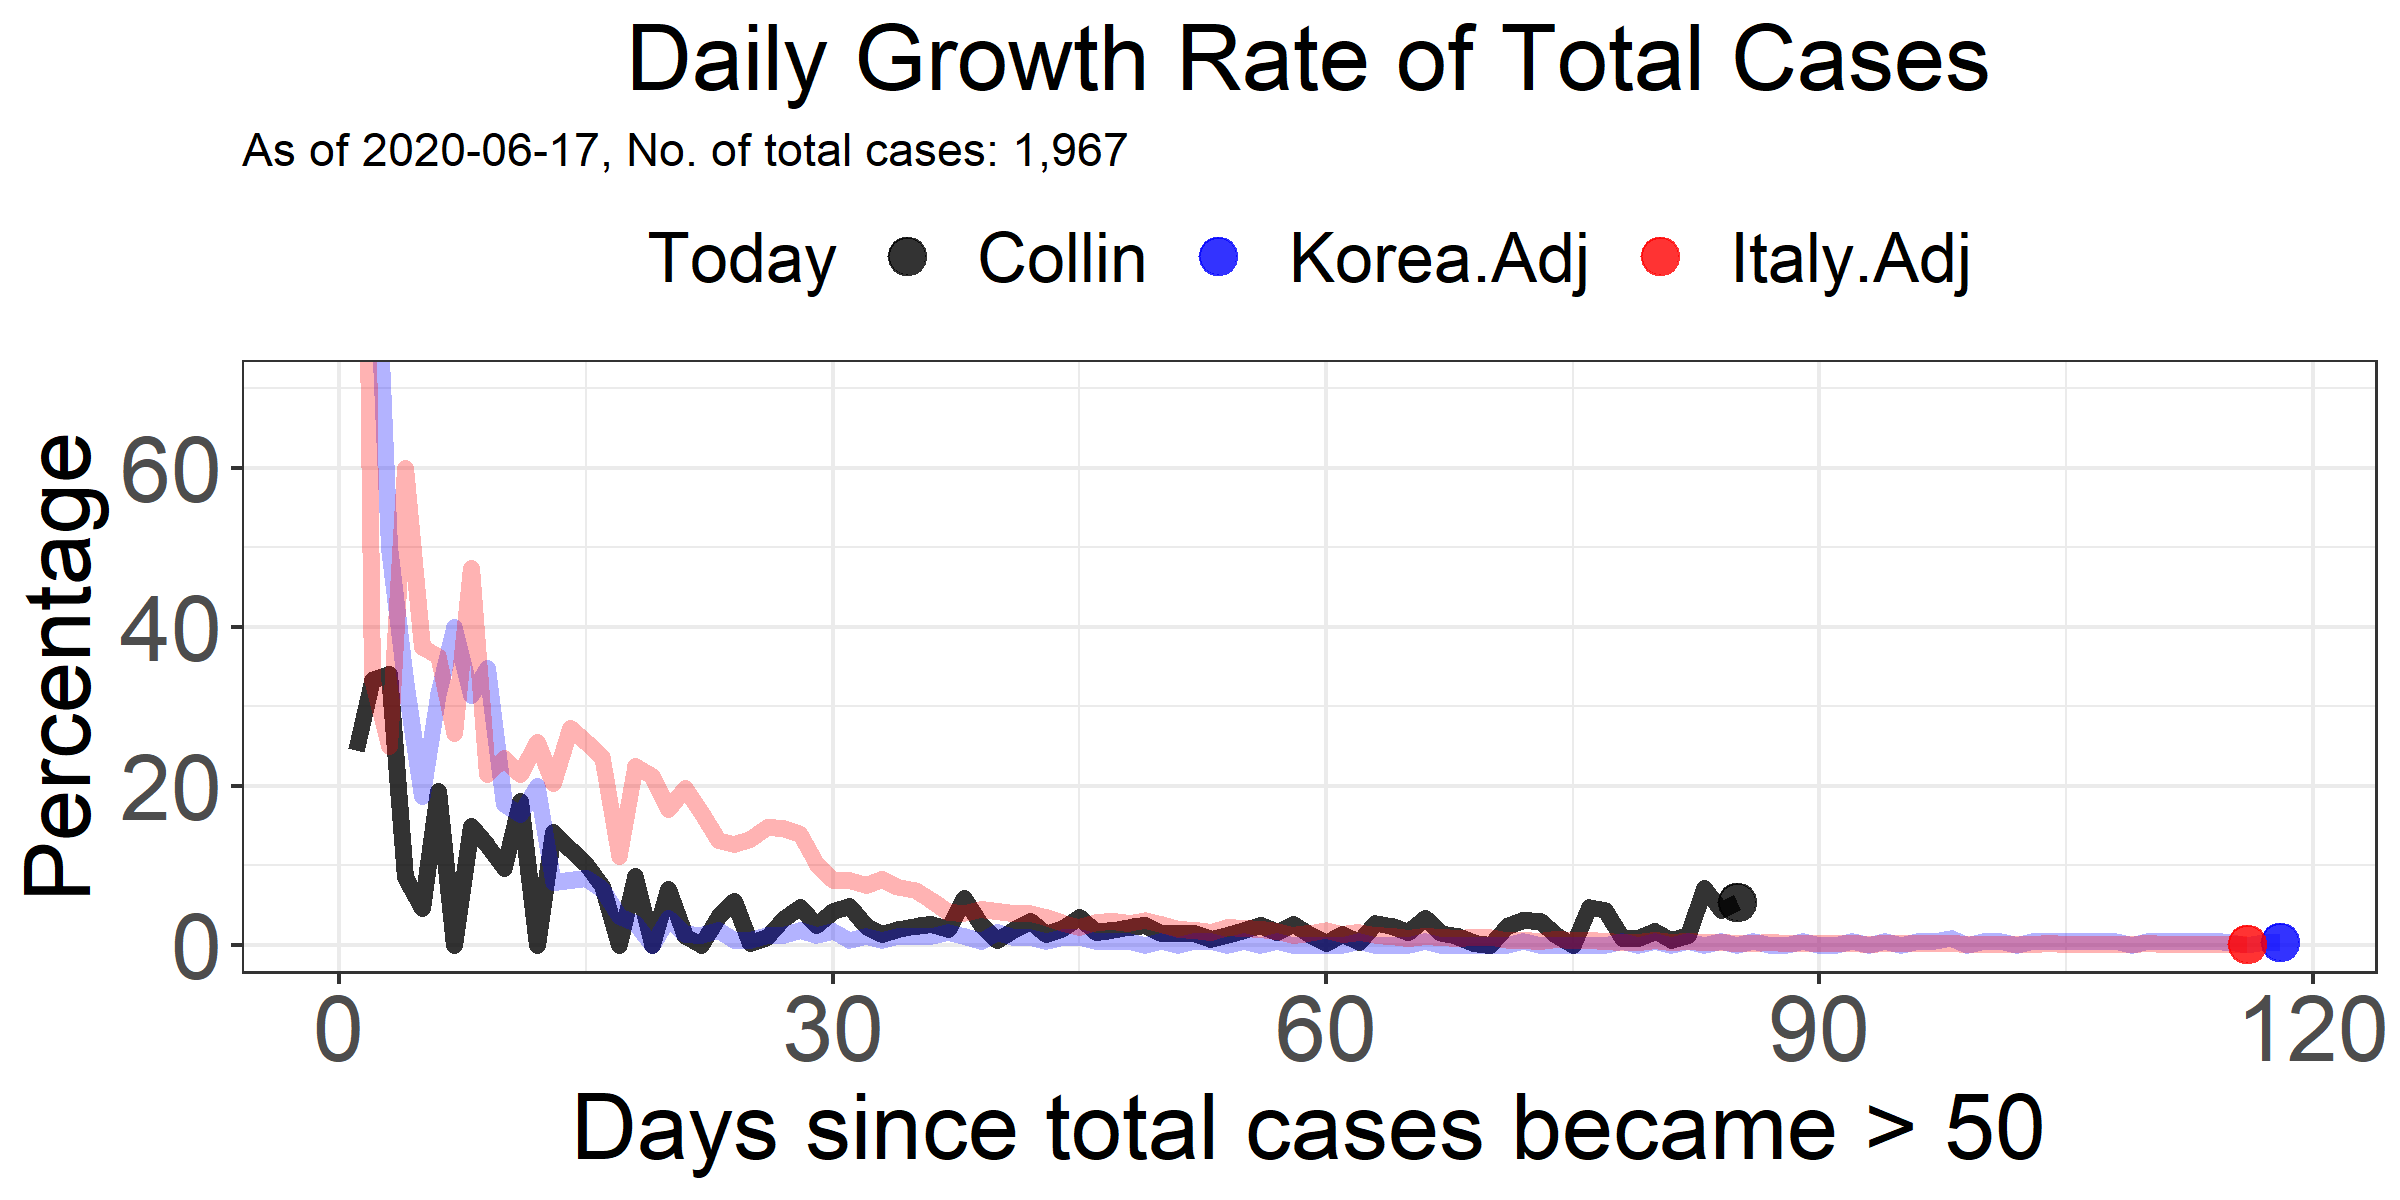 Daily Growth Rate of Total Cases
As of 2020-06-17, No. of total cases: 1,967
Today Collin Korea.Adj Italy.Adj
Percentage
60
40
20
0
0 30 60 90 120
Days since total cases became > 50